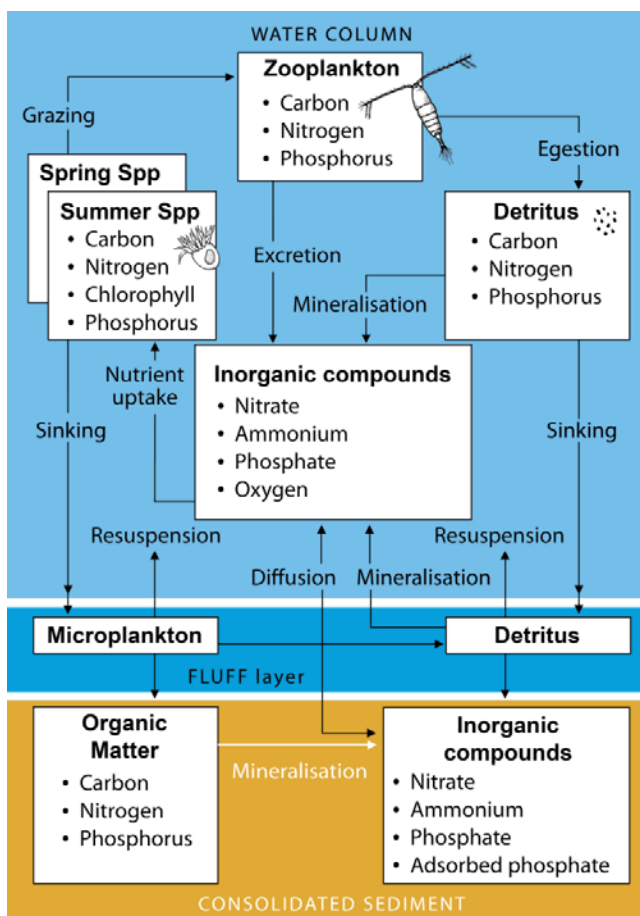 WATER COLUMN
Zooplankton
• Carbon
• Nitrogen
• Phosphorus
Grazing
Egestion
Spring Spp
Summer Spp
• Carbon
• Nitrogen
• Chlorophyll
• Phosphorus
Excretion
Detritus
• Carbon
• Nitrogen
• Phosphorus
Mineralisation
Nutrient
uptake
Inorganic compounds
• Nitrate
• Ammonium
• Phosphate
• Oxygen
Sinking
Sinking
Resuspension
Diffusion
Mineralisation
Resuspension
Microplankton
Detritus
FLUFF layer
Organic
Matter
• Carbon
• Nitrogen
• Phosphorus
Mineralisation
Inorganic
compounds
• Nitrate
• Ammonium
• Phosphate
• Adsorbed phosphate
CONSOLIDATED SEDIMENT